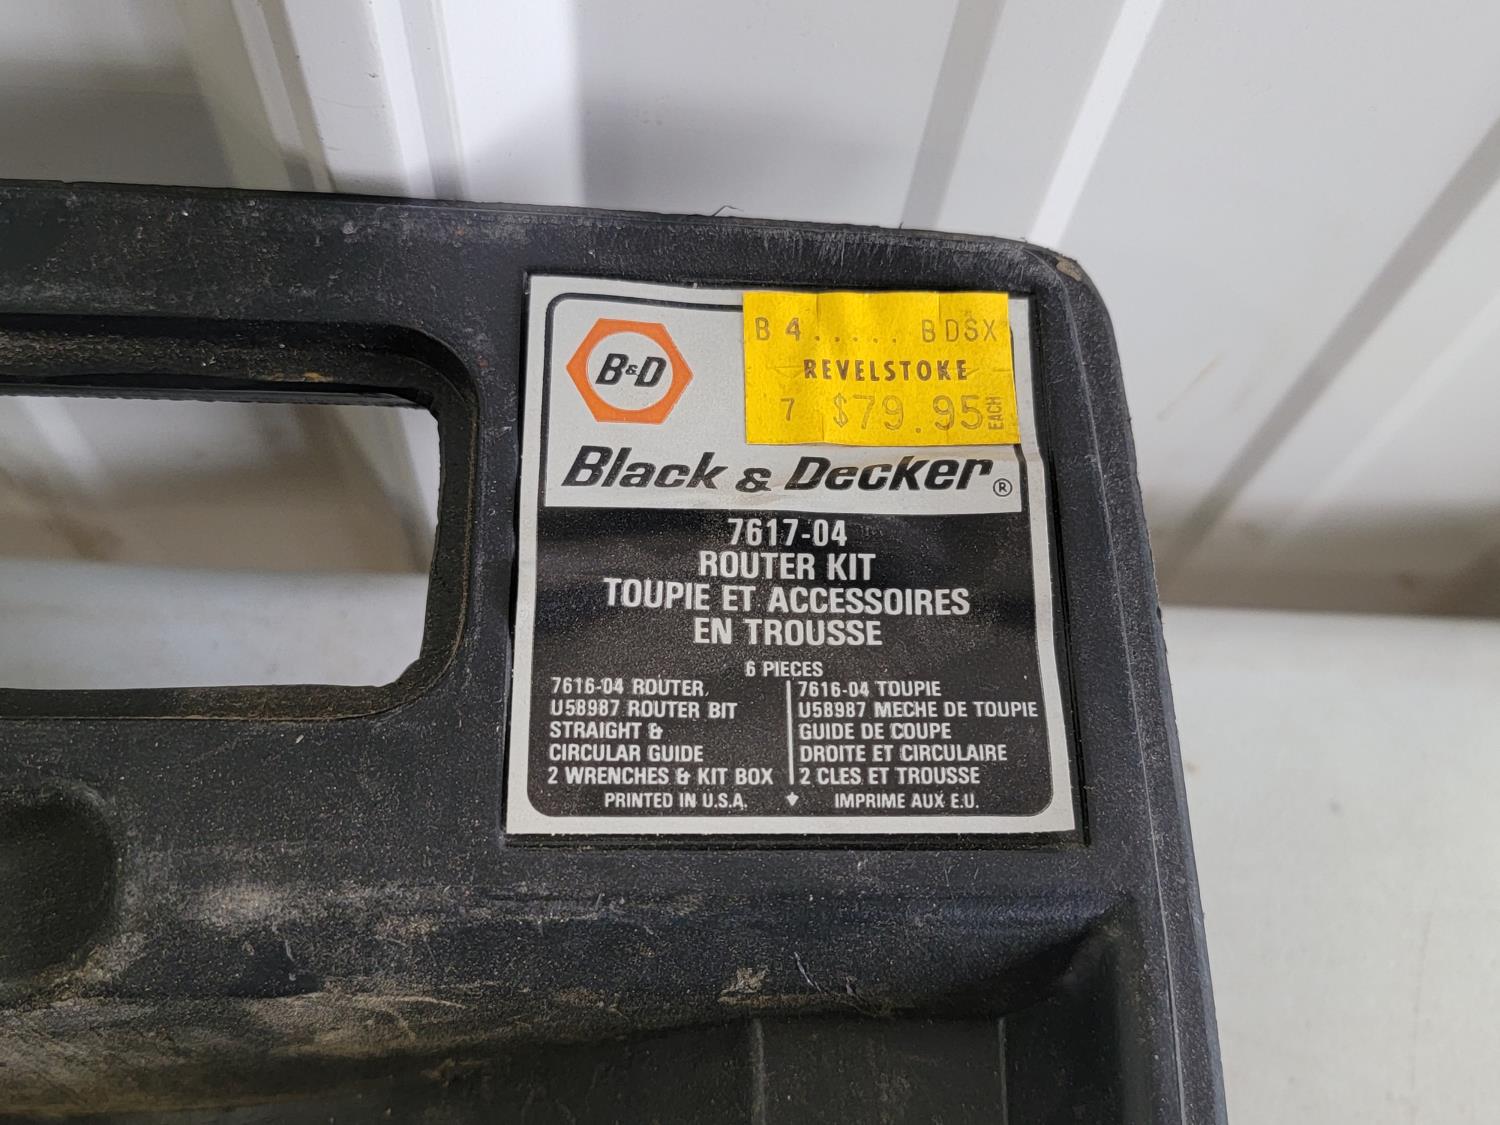 B&D
B 4 ..... BDSX
REVELSTOKE
7 $79.95 EACH
Black & Decker ®
7617-04
ROUTER KIT
TOUPIE ET ACCESSOIRES
EN TROUSSE
6 PIECES
7616-04 ROUTER,
U58987 ROUTER BIT
STRAIGHT &
CIRCULAR GUIDE
2 WRENCHES & KIT BOX
7616-04 TOUPIE
U58987 MECHE DE TOUPIE
GUIDE DE COUPE
DROITE ET CIRCULAIRE
2 CLES ET TROUSSE
PRINTED IN U.S.A.
IMPRIME AUX E.U.